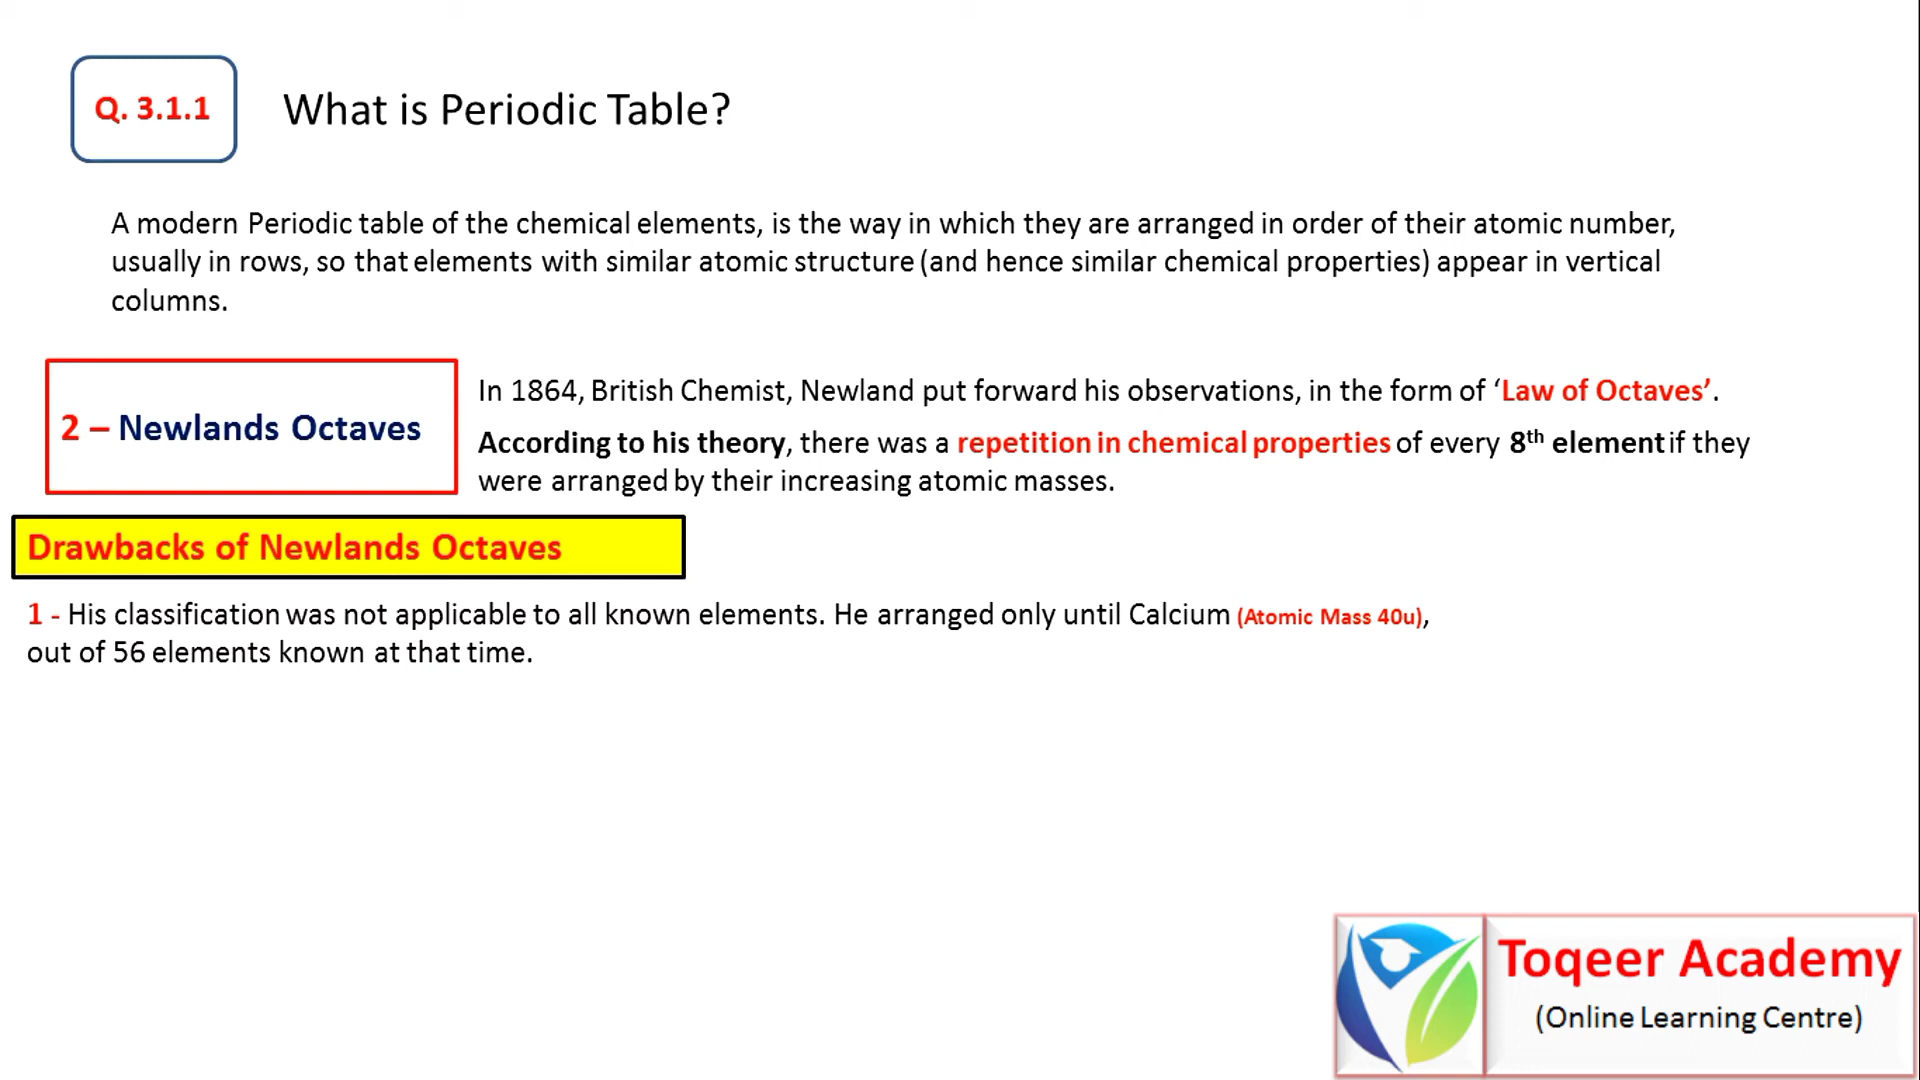 Q. 3.1.1
What is Periodic Table?
A modern Periodic table of the chemical elements, is the way in which they are arranged in order of their atomic number,
usually in rows, so that elements with similar atomic structure (and hence similar chemical properties) appear in vertical
columns.
2 – Newlands Octaves
In 1864, British Chemist, Newland put forward his observations, in the form of ‘Law of Octaves’.
According to his theory, there was a repetition in chemical properties of every 8th element if they
were arranged by their increasing atomic masses.
Drawbacks of Newlands Octaves
1 - His classification was not applicable to all known elements. He arranged only until Calcium (Atomic Mass 40u),
out of 56 elements known at that time.
Toqeer Academy
(Online Learning Centre)